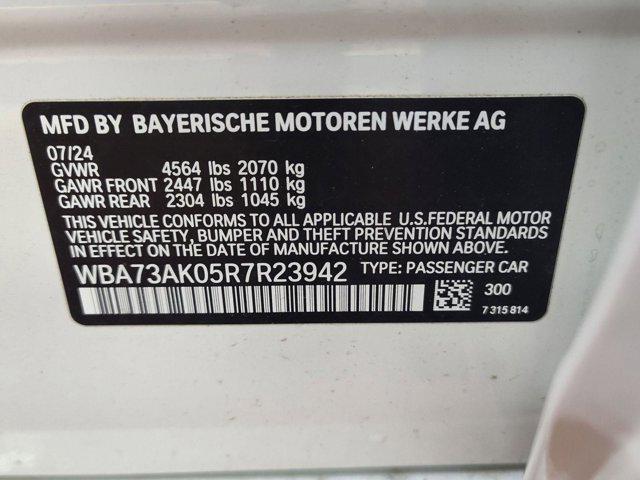 MFD BY BAYERISCHE MOTOREN WERKE AG
07/24
GVWR 4564 lbs 2070 kg
GAWR FRONT 2447 lbs 1110 kg
GAWR REAR 2304 lbs 1045 kg
THIS VEHICLE CONFORMS TO ALL APPLICABLE U.S.FEDERAL MOTOR
VEHICLE SAFETY, BUMPER AND THEFT PREVENTION STANDARDS
IN EFFECT ON THE DATE OF MANUFACTURE SHOWN ABOVE.
WBA73AK05R7R23942 TYPE: PASSENGER CAR
300
7 315 814